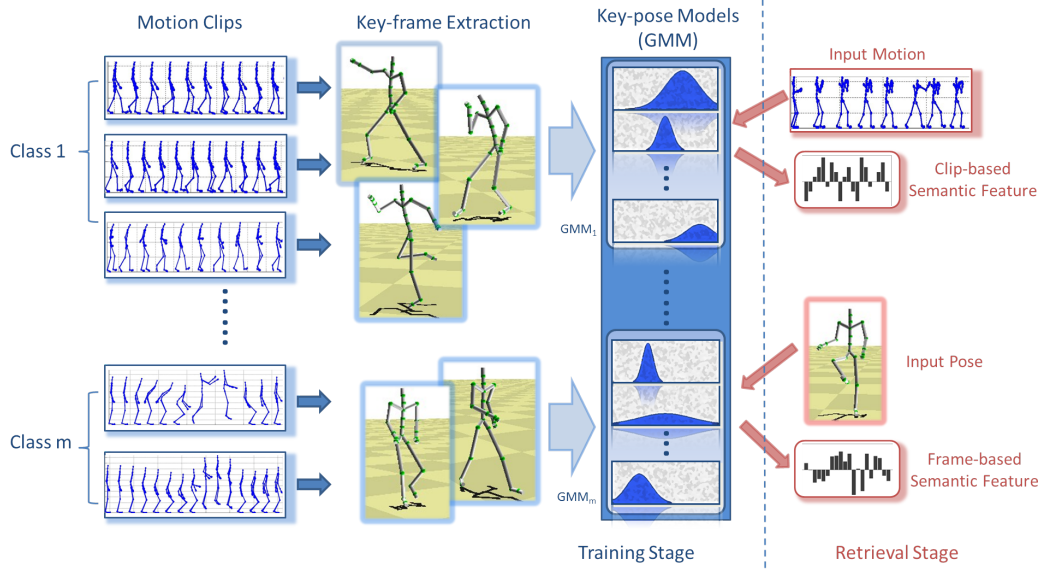 Motion Clips
Key-frame Extraction
Key-pose Models
(GMM)
Input Motion
Class 1
Clip-based
Semantic Feature
GMM1
Input Pose
Class m
Frame-based
Semantic Feature
GMMm
Training Stage
Retrieval Stage